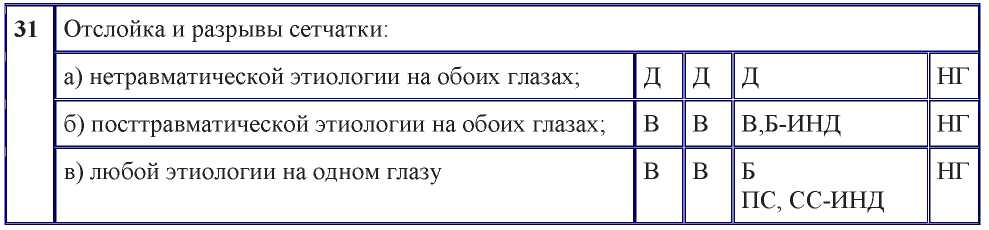 31 Отслойка и разрывы сетчатки:
а) нетравматической этиологии на обоих глазах; Д Д Д НГ
б) посттравматической этиологии на обоих глазах; В В В,Б-ИНД НГ
в) любой этиологии на одном глазу В В Б НГ
ПС, СС-ИНД